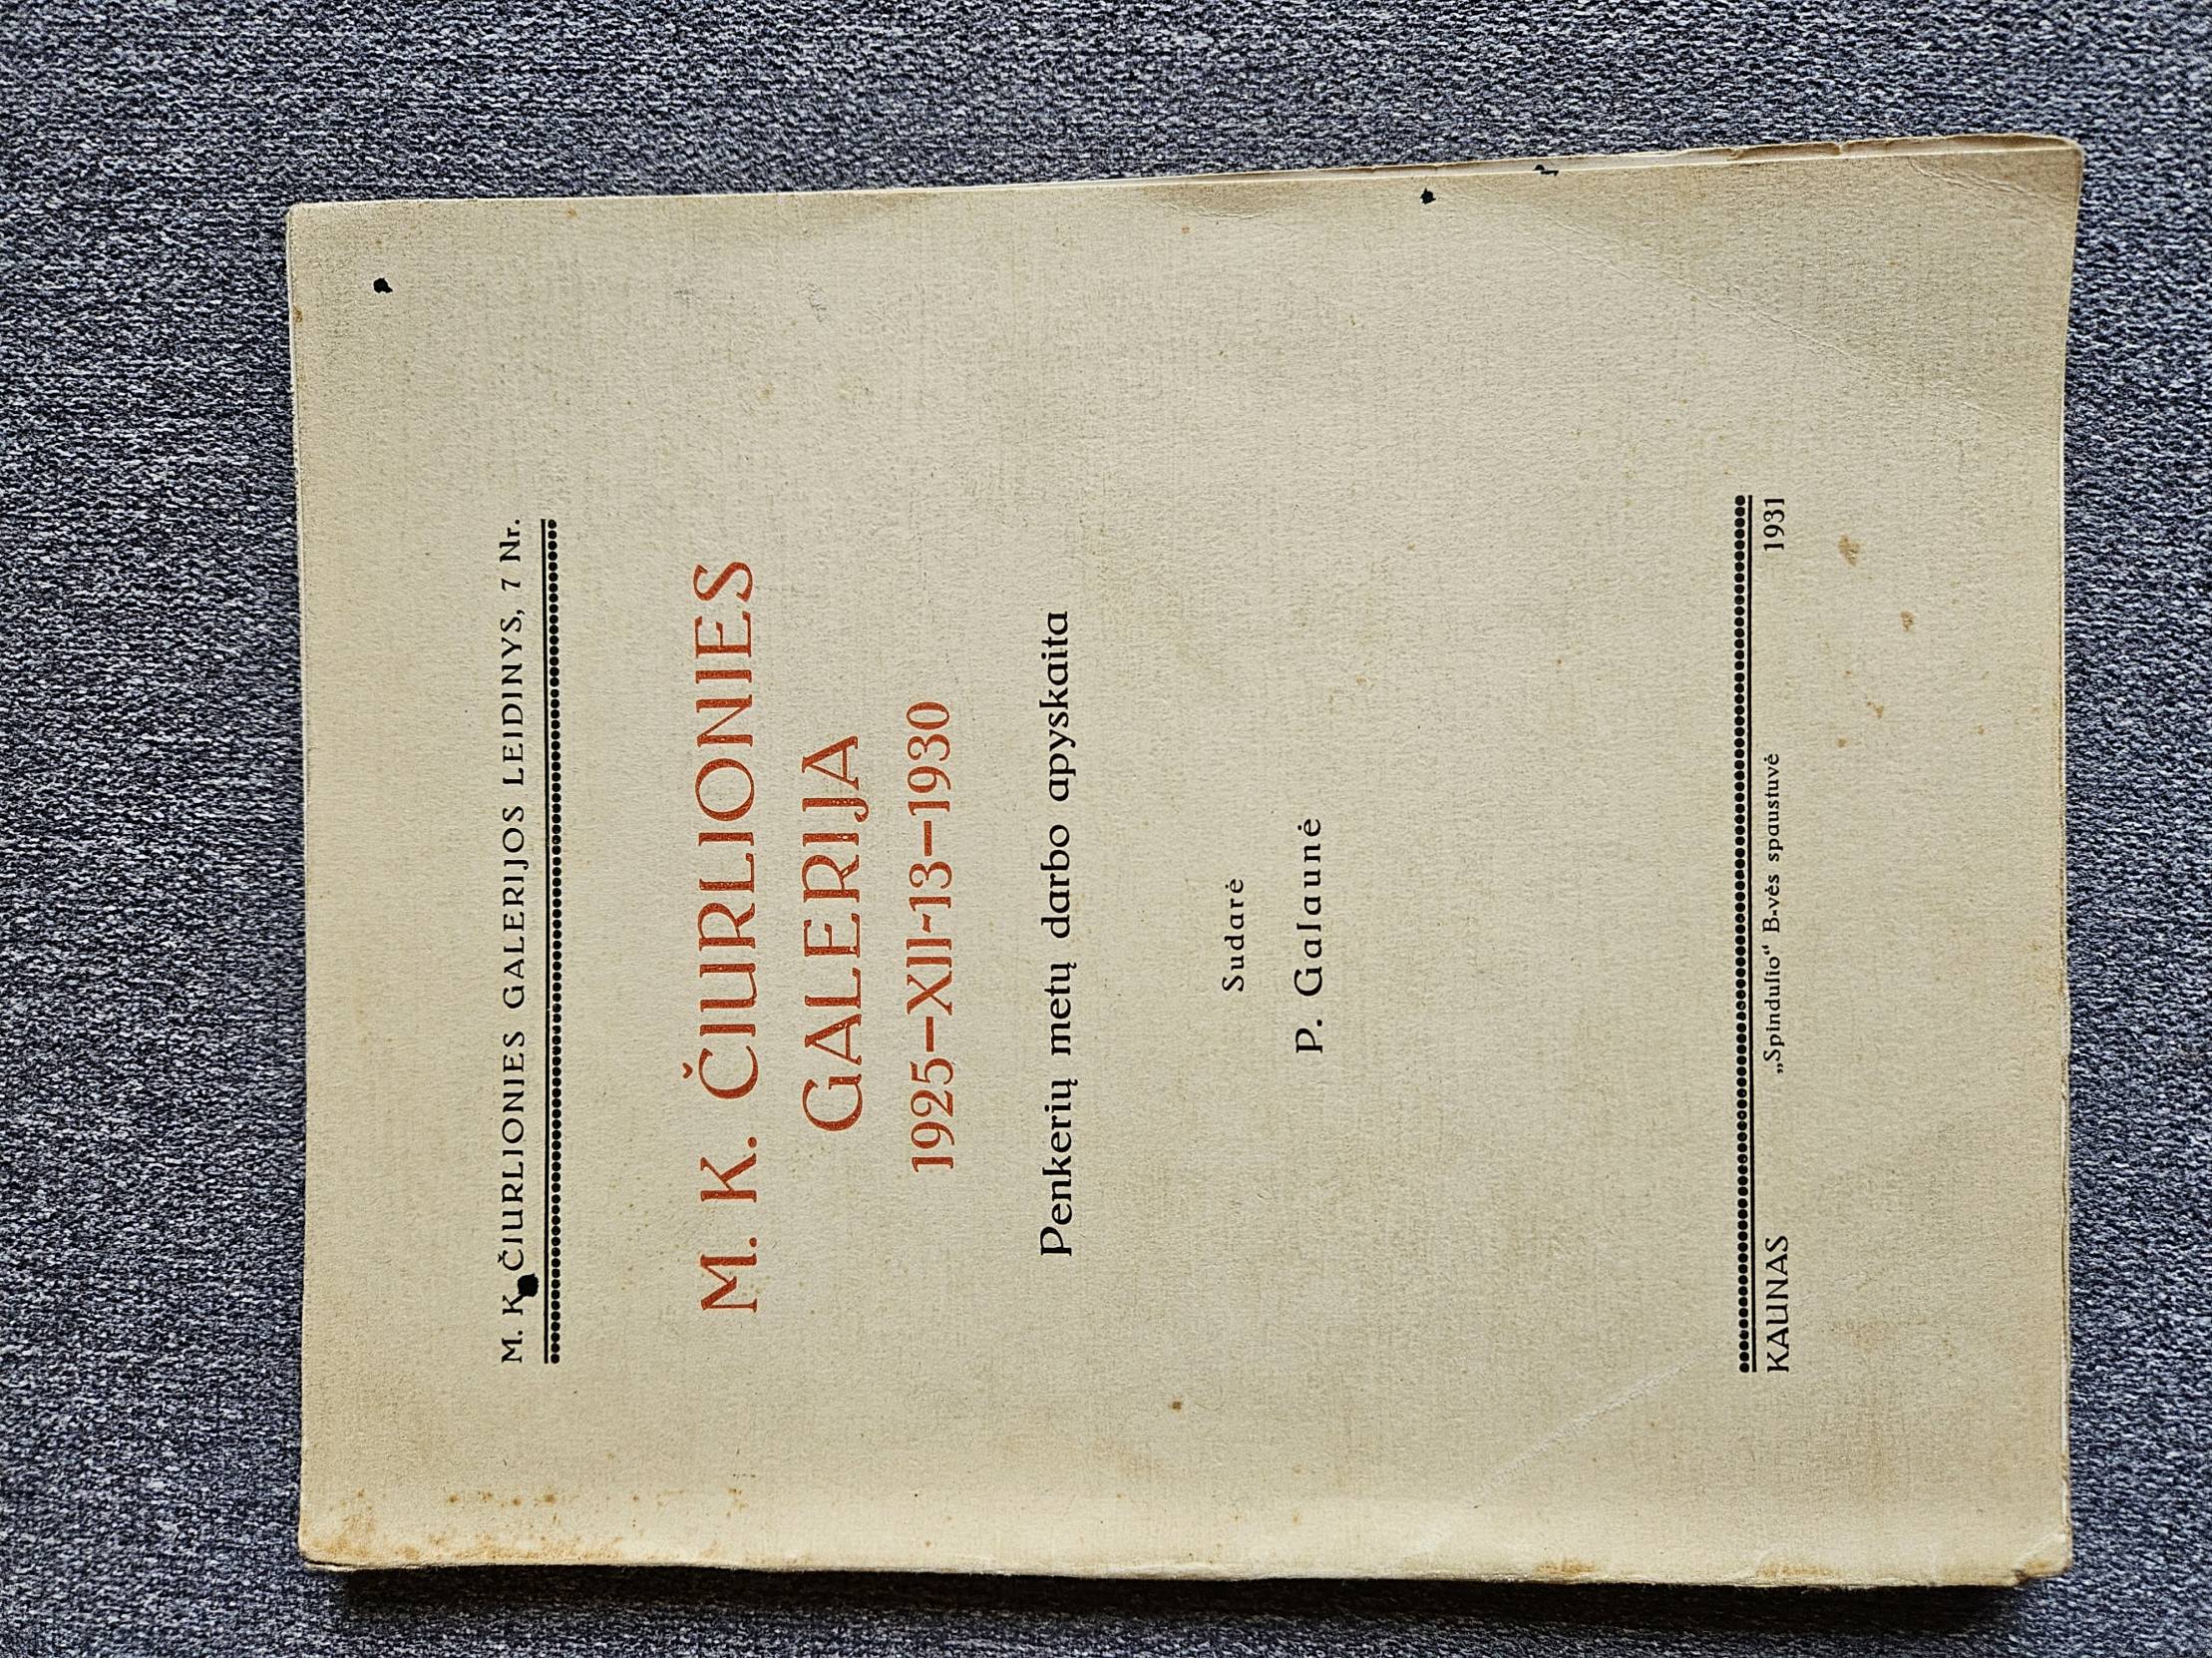 M. K. ČIURLIONIES GALERIJOS LEIDINYS, 7 Nr.
M. K. ČIURLIONIES
GALERIJA
1925—XII-13—1930
Penkerių metų darbo apyskaita
Sudarė
P. Galaunė
KAUNAS „Spindulio“ B-vės spaustuvė 1931